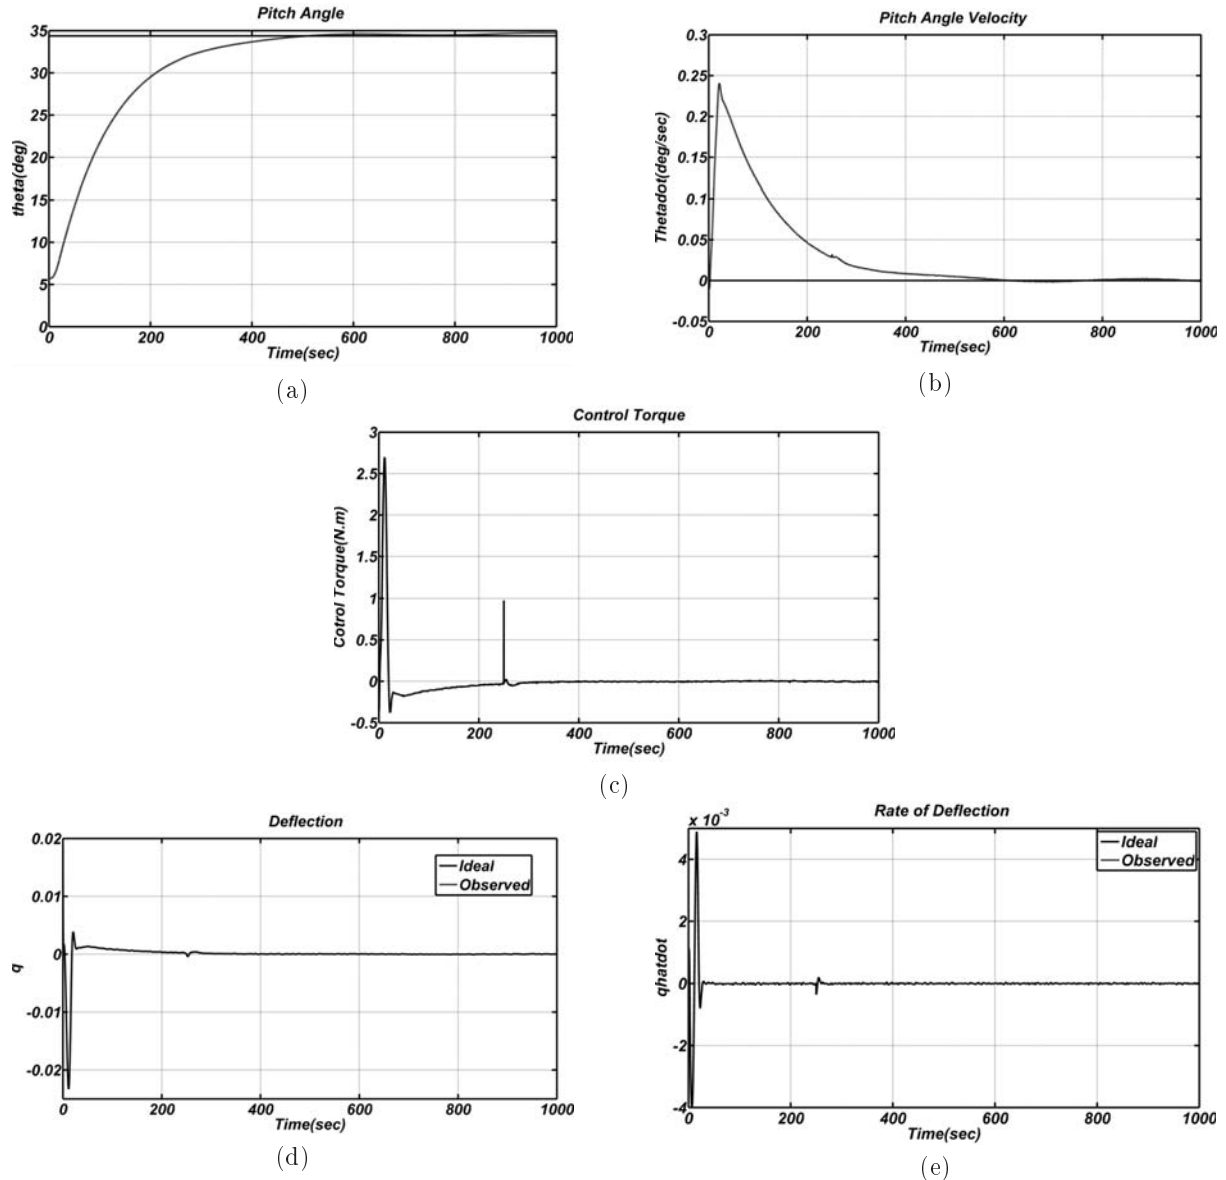 Pitch Angle
35
30
25
20
15
10
5
0
theta(deg)
0 200 400 600 800 1000
Time(sec)
(a)
Pitch Angle Velocity
0.3
0.25
0.2
0.15
0.1
0.05
0
-0.05
Thetadot(deg/sec)
0 200 400 600 800 1000
Time(sec)
(b)
Control Torque
3
2.5
2
1.5
1
0.5
0
-0.5
Cotrol Torque(N.m)
0 200 400 600 800 1000
Time(sec)
(c)
Deflection
0.02
0.01
0
-0.01
-0.02
q
Ideal
Observed
0 200 400 600 800 1000
Time(sec)
(d)
Rate of Deflection
x 10⁻³
4
2
0
-2
-4
qhatdot
Ideal
Observed
0 200 400 600 800 1000
Time(sec)
(e)